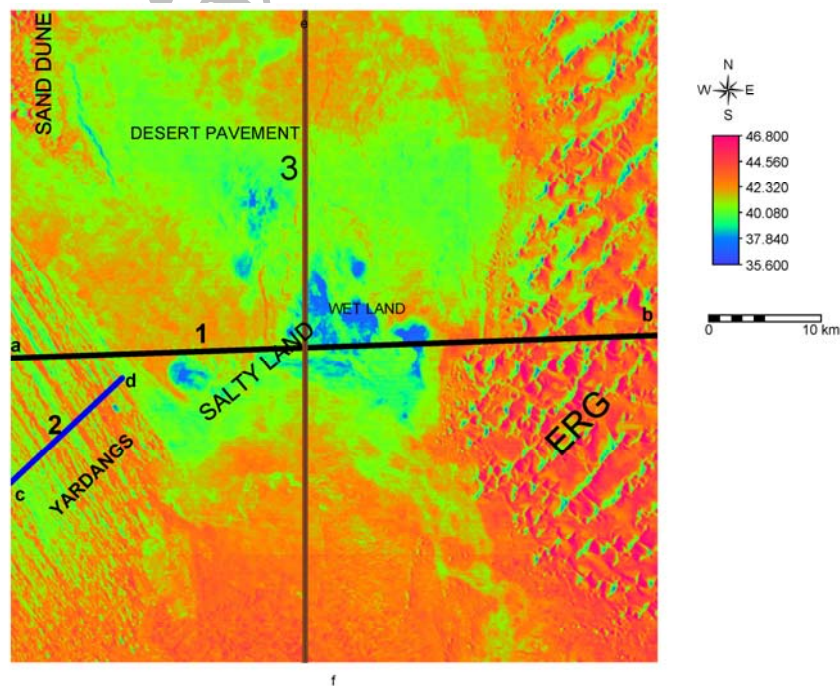 e
SAND DUNE
DESERT PAVEMENT
3
WET LAND
1
a
b
SALTY LAND
d
2
c
YARDANGS
ERG
f
N
W E
S
46.800
44.560
42.320
40.080
37.840
35.600
0 10 km